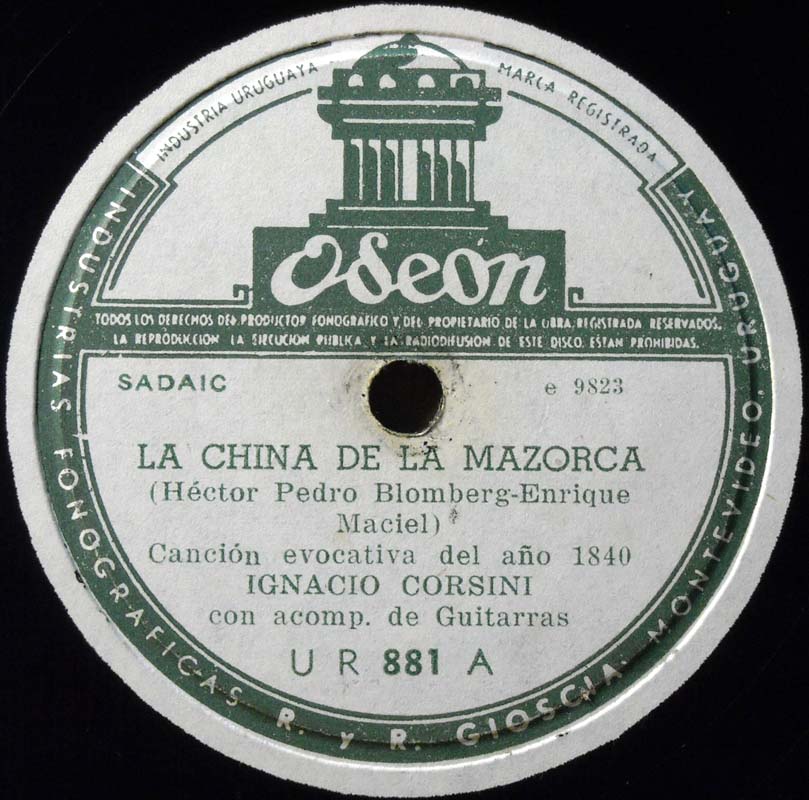 INDUSTRIA URUGUAYA
MARCA REGISTRADA
Odeón
TODOS LOS DERECHOS DEL PRODUCTOR FONOGRAFICO Y DEL PROPIETARIO DE LA OBRA REGISTRADA RESERVADOS.
LA REPRODUCCION LA EJECUCION PUBLICA Y LA RADIODIFUSION DE ESTE DISCO, ESTAN PROHIBIDAS.
SADAIC
e 9823
LA CHINA DE LA MAZORCA
(Héctor Pedro Blomberg-Enrique
Maciel)
Canción evocativa del año 1840
IGNACIO CORSINI
con acomp. de Guitarras
U R 881 A
INDUSTRIAS FONOGRAFICAS R. y R. GIOSCIA. MONTEVIDEO. URUGUAY